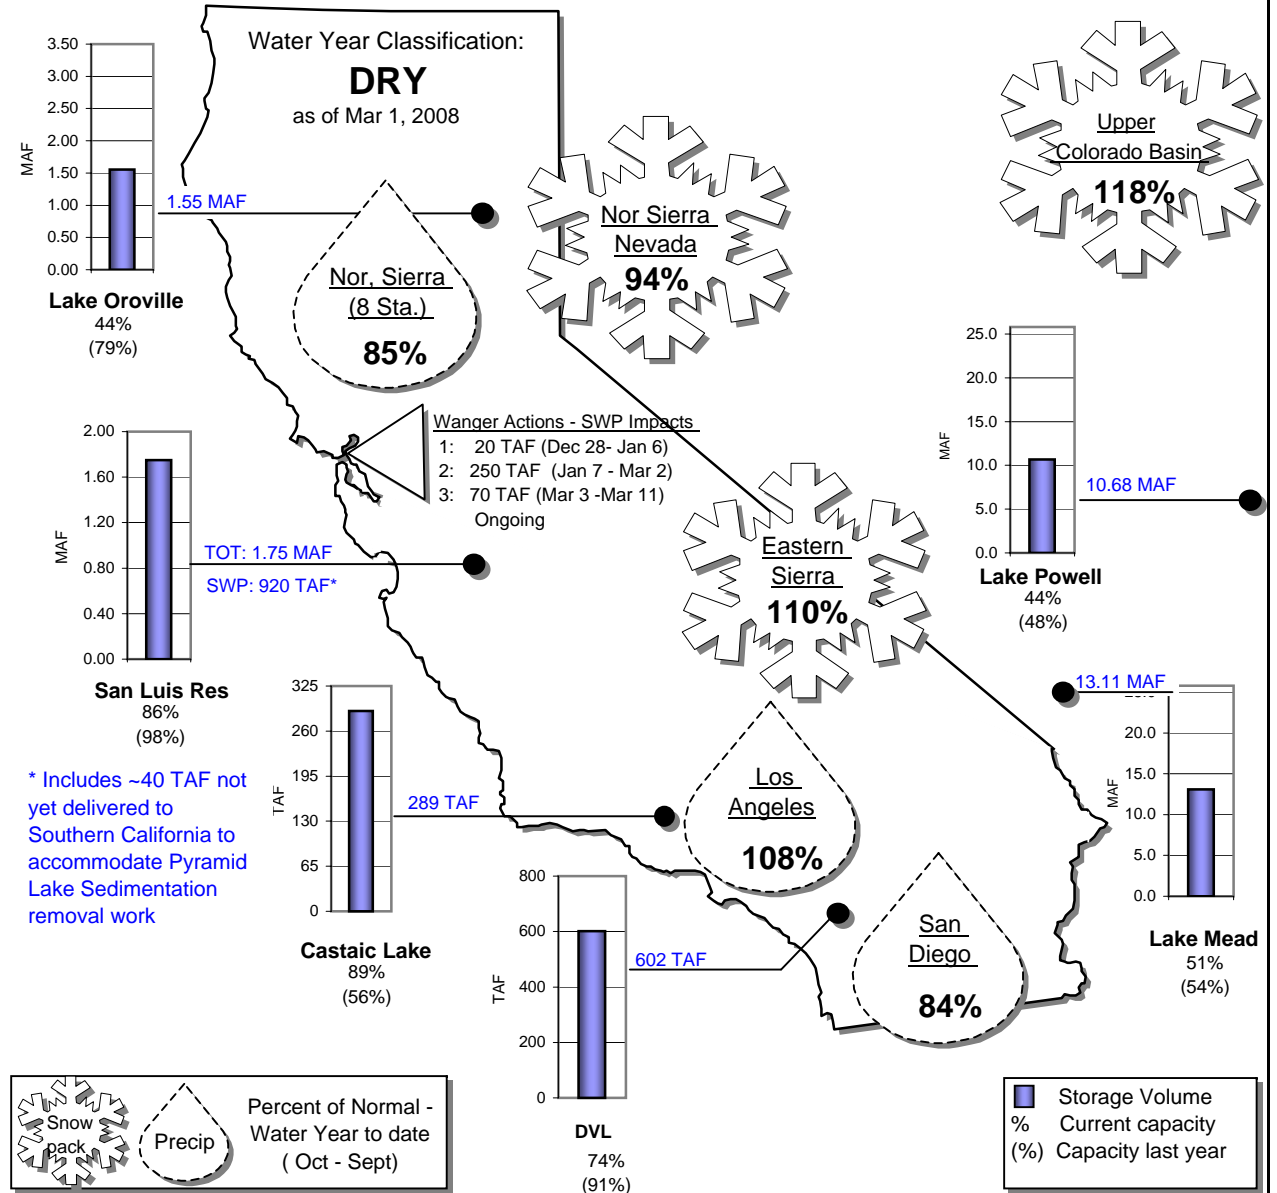 Water Year Classification:
DRY
as of Mar 1, 2008
3.50
3.00
2.50
2.00
1.50
1.00
0.50
0.00
MAF
1.55 MAF
Lake Oroville
44%
(79%)
Nor, Sierra
(8 Sta.)
85%
Nor Sierra
Nevada
94%
Upper
Colorado Basin
118%
Wanger Actions - SWP Impacts
1: 20 TAF (Dec 28- Jan 6)
2: 250 TAF (Jan 7 - Mar 2)
3: 70 TAF (Mar 3 -Mar 11)
Ongoing
2.00
1.60
1.20
0.80
0.40
0.00
MAF
TOT: 1.75 MAF
SWP: 920 TAF*
San Luis Res
86%
(98%)
* Includes ~40 TAF not
yet delivered to
Southern California to
accommodate Pyramid
Lake Sedimentation
removal work
Eastern
Sierra
110%
25.0
20.0
15.0
10.0
5.0
0.0
MAF
10.68 MAF
Lake Powell
44%
(48%)
13.11 MAF
20.0
15.0
10.0
5.0
0.0
MAF
Lake Mead
51%
(54%)
325
260
195
130
65
0
TAF
289 TAF
Castaic Lake
89%
(56%)
Los
Angeles
108%
800
600
400
200
0
TAF
602 TAF
DVL
74%
(91%)
San
Diego
84%
Snow
pack
Precip
Percent of Normal -
Water Year to date
( Oct - Sept)
Storage Volume
% Current capacity
(%) Capacity last year